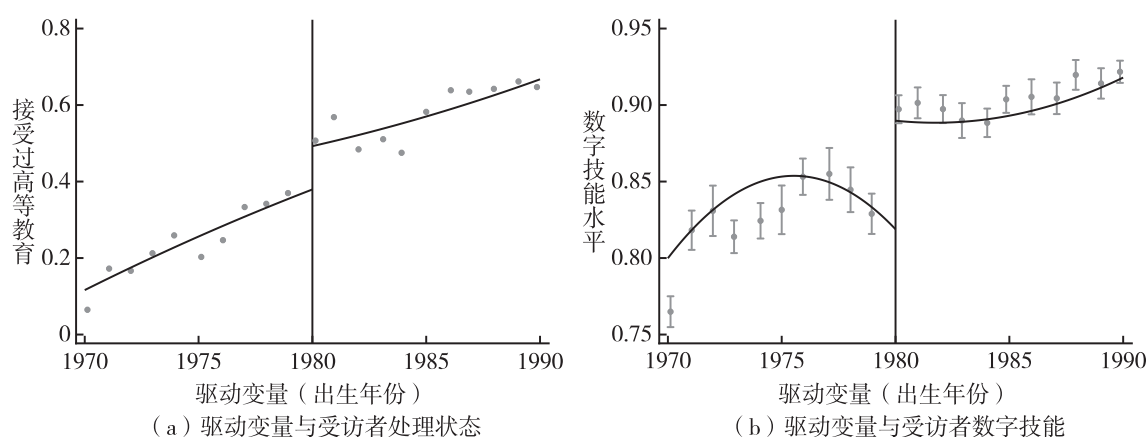 0.8
0.6
0.4
0.2
0
接受过高等教育
1970 1975 1980 1985 1990
驱动变量（出生年份）
（a）驱动变量与受访者处理状态
0.95
0.90
0.85
0.80
0.75
数字技能水平
1970 1975 1980 1985 1990
驱动变量（出生年份）
（b）驱动变量与受访者数字技能